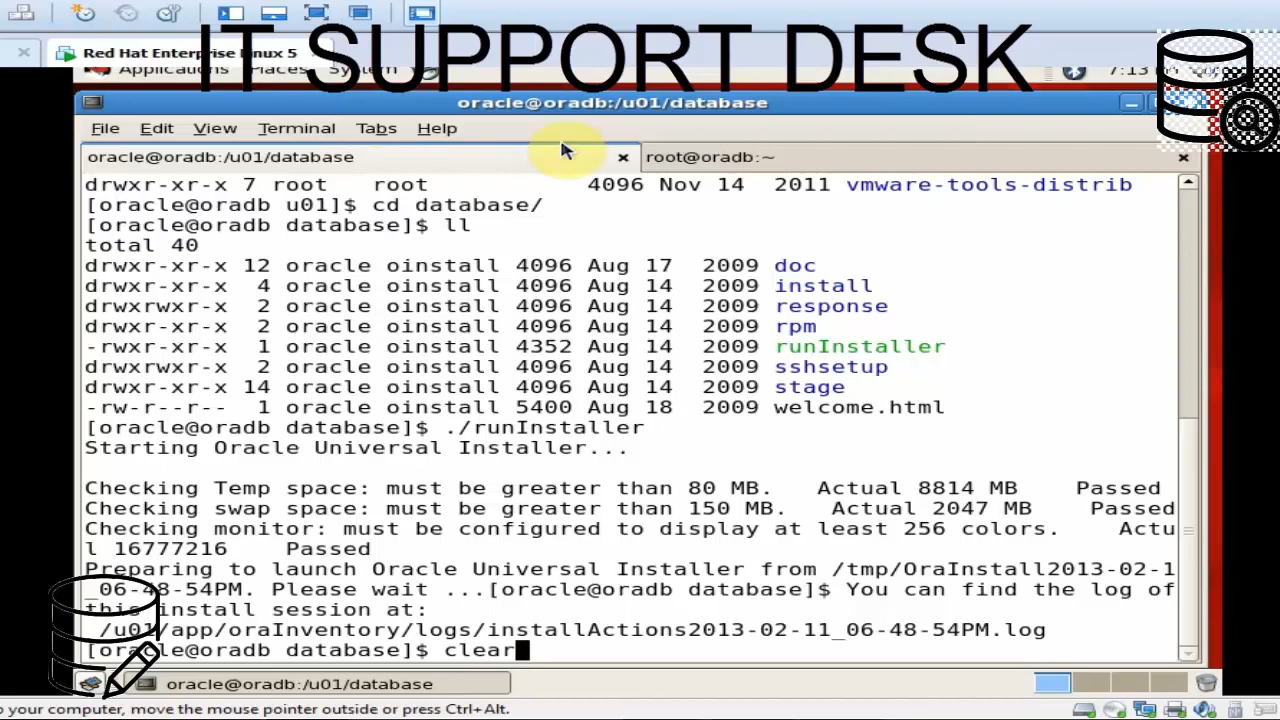 IT SUPPORT DESK
Red Hat Enterprise Linux 5
Applications Places System
7:13
oracle@oradb:/u01/database
File Edit View Terminal Tabs Help
oracle@oradb:/u01/database root@oradb:~
drwxr-xr-x 7 root root 4096 Nov 14 2011 vmware-tools-distrib
[oracle@oradb u01]$ cd database/
[oracle@oradb database]$ ll
total 40
drwxr-xr-x 12 oracle oinstall 4096 Aug 17 2009 doc
drwxr-xr-x 4 oracle oinstall 4096 Aug 14 2009 install
drwxrwxr-x 2 oracle oinstall 4096 Aug 14 2009 response
drwxr-xr-x 2 oracle oinstall 4096 Aug 14 2009 rpm
-rwxr-xr-x 1 oracle oinstall 4352 Aug 14 2009 runInstaller
drwxrwxr-x 2 oracle oinstall 4096 Aug 14 2009 sshsetup
drwxr-xr-x 14 oracle oinstall 4096 Aug 14 2009 stage
-rw-r--r-- 1 oracle oinstall 5400 Aug 18 2009 welcome.html
[oracle@oradb database]$ ./runInstaller
Starting Oracle Universal Installer...
Checking Temp space: must be greater than 80 MB. Actual 8814 MB Passed
Checking swap space: must be greater than 150 MB. Actual 2047 MB Passed
Checking monitor: must be configured to display at least 256 colors. Actu
l 16777216 Passed
Preparing to launch Oracle Universal Installer from /tmp/OraInstall2013-02-1
_06-48-54PM. Please wait ...[oracle@oradb database]$ You can find the log of
this install session at:
/u01/app/oraInventory/logs/installActions2013-02-11_06-48-54PM.log
[oracle@oradb database]$ clear
oracle@oradb:/u01/database
o your computer, move the mouse pointer outside or press Ctrl+Alt.